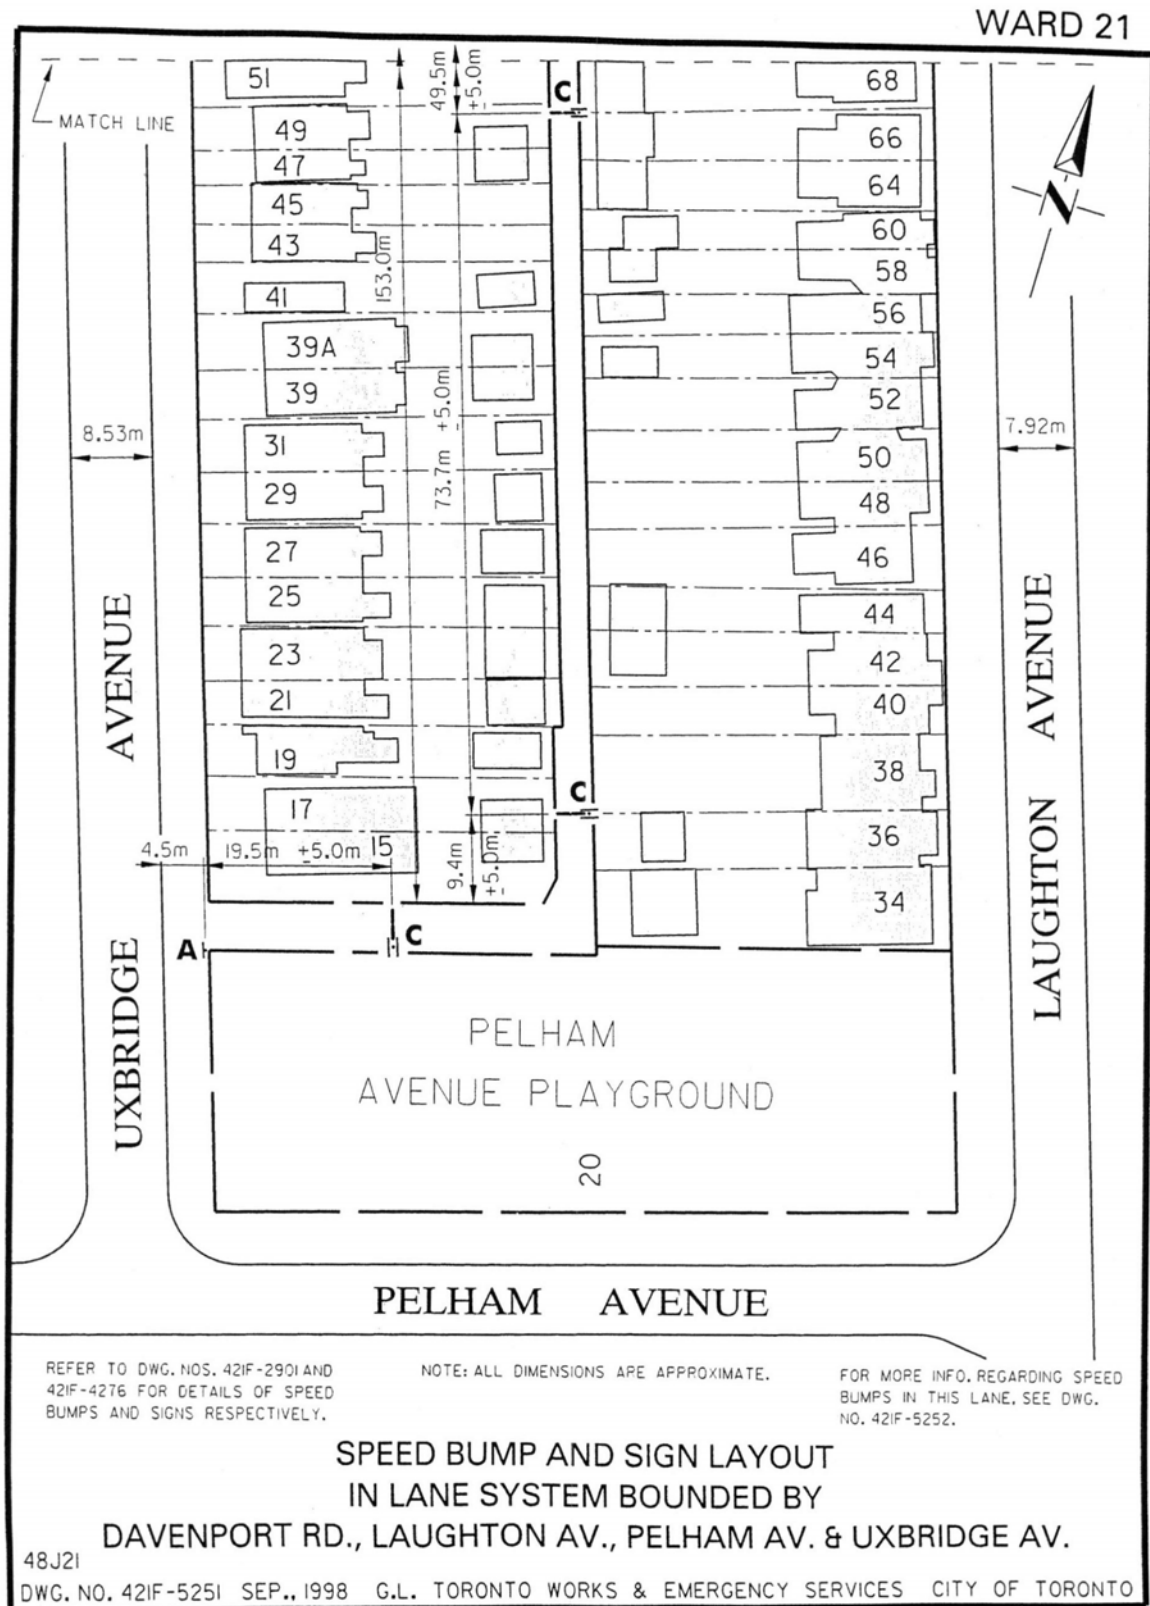 WARD 21
MATCH LINE
51
49
47
45
43
41
39A
39
31
29
27
25
23
21
19
17
15
153.0m
49.5m
+5.0m
-
C
73.7m +5.0m
-
C
9.4m
+5.0m
-
4.5m
19.5m ±5.0m
A
C
8.53m
7.92m
68
66
64
60
58
56
54
52
50
48
46
44
42
40
38
36
34
N
UXBRIDGE AVENUE
LAUGHTON AVENUE
PELHAM
AVENUE PLAYGROUND
20
PELHAM AVENUE
REFER TO DWG. NOS. 421F-2901 AND
421F-4276 FOR DETAILS OF SPEED
BUMPS AND SIGNS RESPECTIVELY.
NOTE: ALL DIMENSIONS ARE APPROXIMATE.
FOR MORE INFO. REGARDING SPEED
BUMPS IN THIS LANE, SEE DWG.
NO. 421F-5252.
SPEED BUMP AND SIGN LAYOUT
IN LANE SYSTEM BOUNDED BY
DAVENPORT RD., LAUGHTON AV., PELHAM AV. & UXBRIDGE AV.
48J21
DWG. NO. 421F-5251 SEP., 1998 G.L. TORONTO WORKS & EMERGENCY SERVICES CITY OF TORONTO